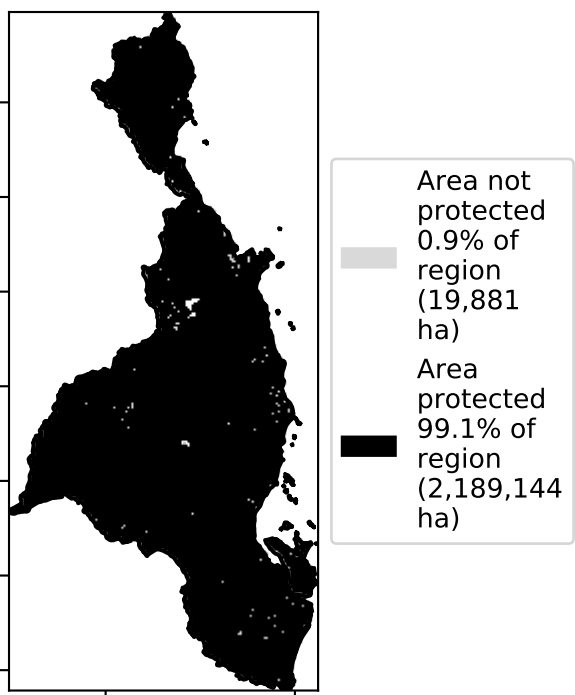 Area not
protected
0.9% of
region
(19,881
ha)
Area
protected
99.1% of
region
(2,189,144
ha)